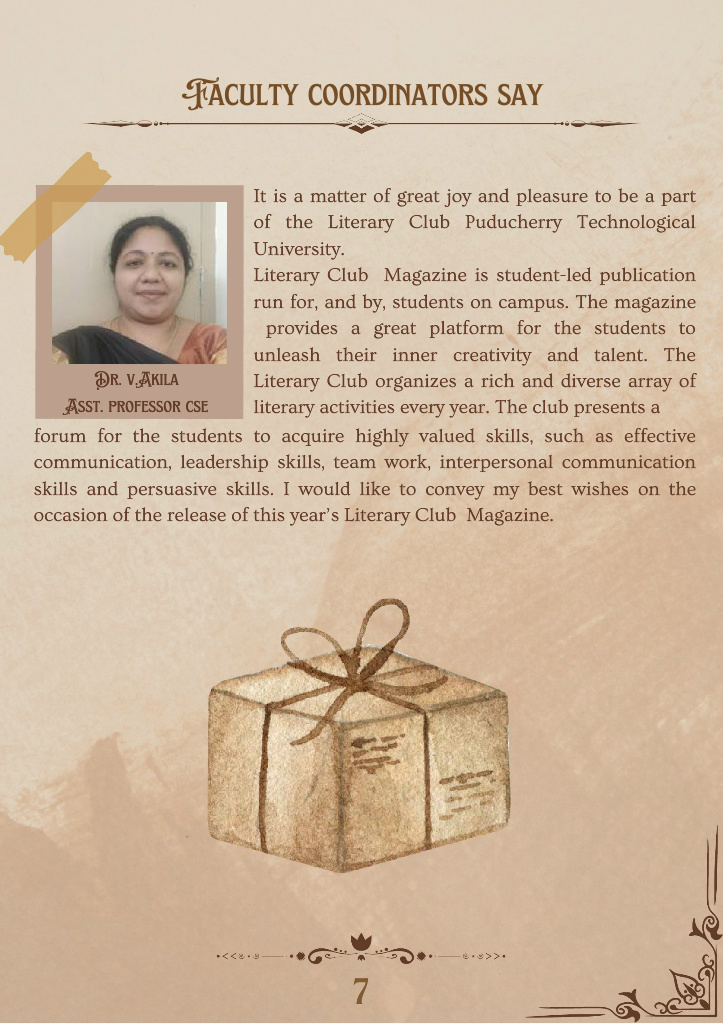 Faculty coordinators say
It is a matter of great joy and pleasure to be a part
of the Literary Club Puducherry Technological
University.
Literary Club Magazine is student-led publication
run for, and by, students on campus. The magazine
provides a great platform for the students to
unleash their inner creativity and talent. The
Literary Club organizes a rich and diverse array of
literary activities every year. The club presents a
Dr. V.Akila
Asst. professor CSE
forum for the students to acquire highly valued skills, such as effective
communication, leadership skills, team work, interpersonal communication
skills and persuasive skills. I would like to convey my best wishes on the
occasion of the release of this year’s Literary Club Magazine.
7